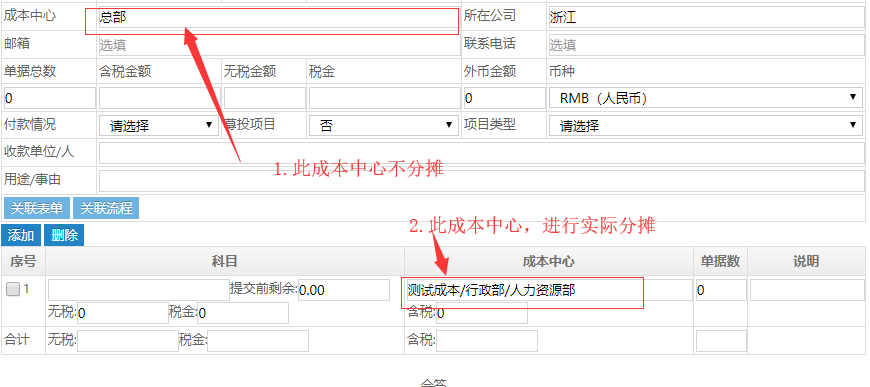 成本中心 总部 所在公司 浙江
邮箱 选填 联系电话 选填
单据总数 含税金额 无税金额 税金 外币金额 币种
0 0 RMB（人民币）
付款情况 请选择 募投项目 否 项目类型 请选择
收款单位/人
1.此成本中心不分摊
用途/事由
关联表单 关联流程
2.此成本中心，进行实际分摊
添加 删除
序号 科目 成本中心 单据数 说明
1 提交前剩余:0.00 测试成本/行政部/人力资源部 0
无税:0 税金:0 含税:0
合计 无税: 税金: 含税: